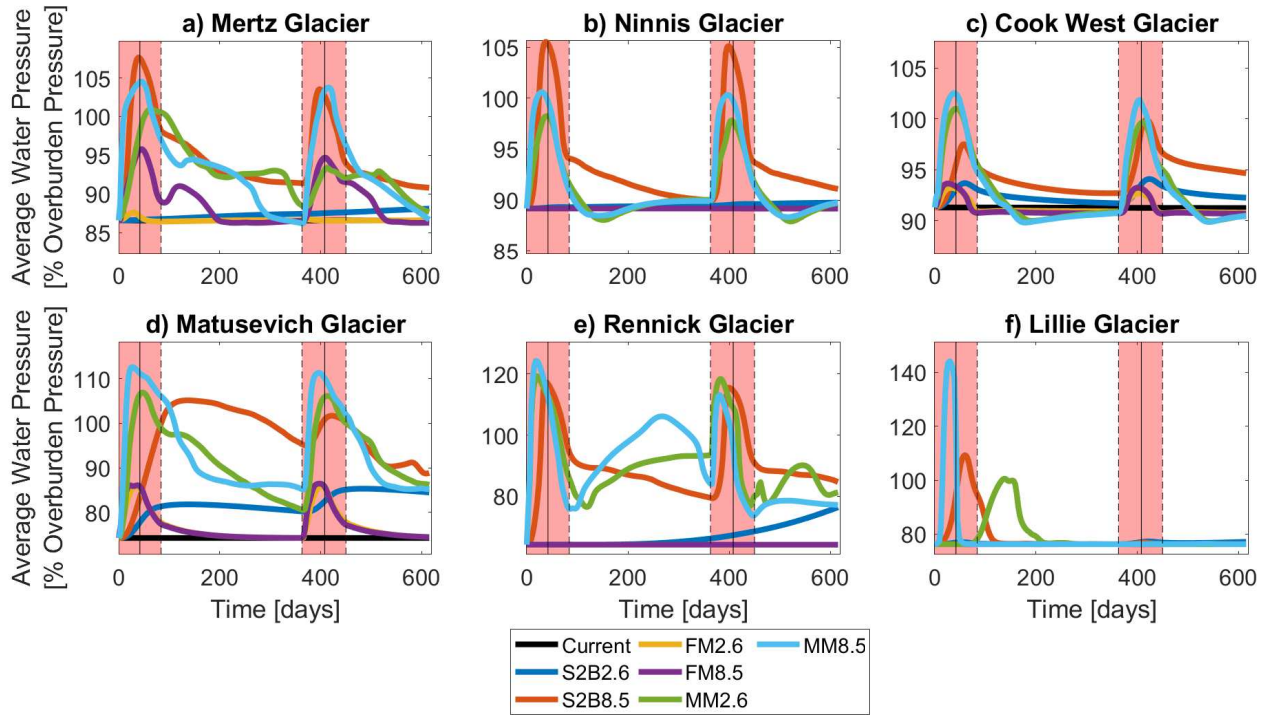 a) Mertz Glacier
b) Ninnis Glacier
c) Cook West Glacier
Average Water Pressure
[% Overburden Pressure]
105
100
95
90
85
0
200
400
600
105
100
95
90
85
0
200
400
600
105
100
95
90
0
200
400
600
d) Matusevich Glacier
e) Rennick Glacier
f) Lillie Glacier
Average Water Pressure
[% Overburden Pressure]
110
100
90
80
0
200
400
600
Time [days]
120
100
80
0
200
400
600
Time [days]
140
120
100
80
0
200
400
600
Time [days]
Current
FM2.6
MM8.5
S2B2.6
FM8.5
S2B8.5
MM2.6